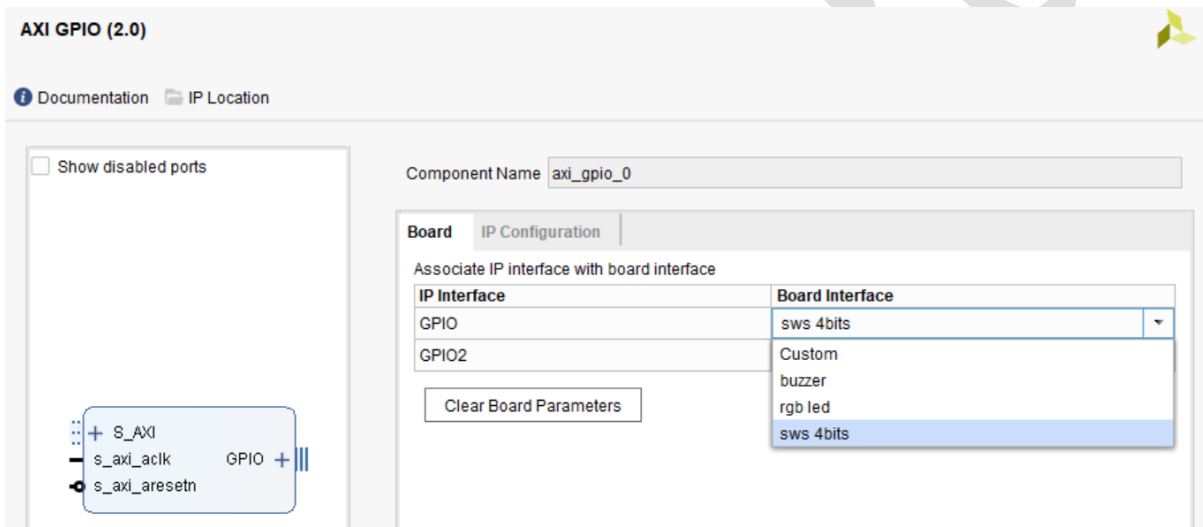 AXI GPIO (2.0)
Documentation IP Location
Show disabled ports
Component Name axi_gpio_0
Board IP Configuration
Associate IP interface with board interface
IP Interface Board Interface
GPIO sws 4bits
GPIO2
Custom
buzzer
rgb led
sws 4bits
Clear Board Parameters
S_AXI
s_axi_aclk GPIO
s_axi_aresetn